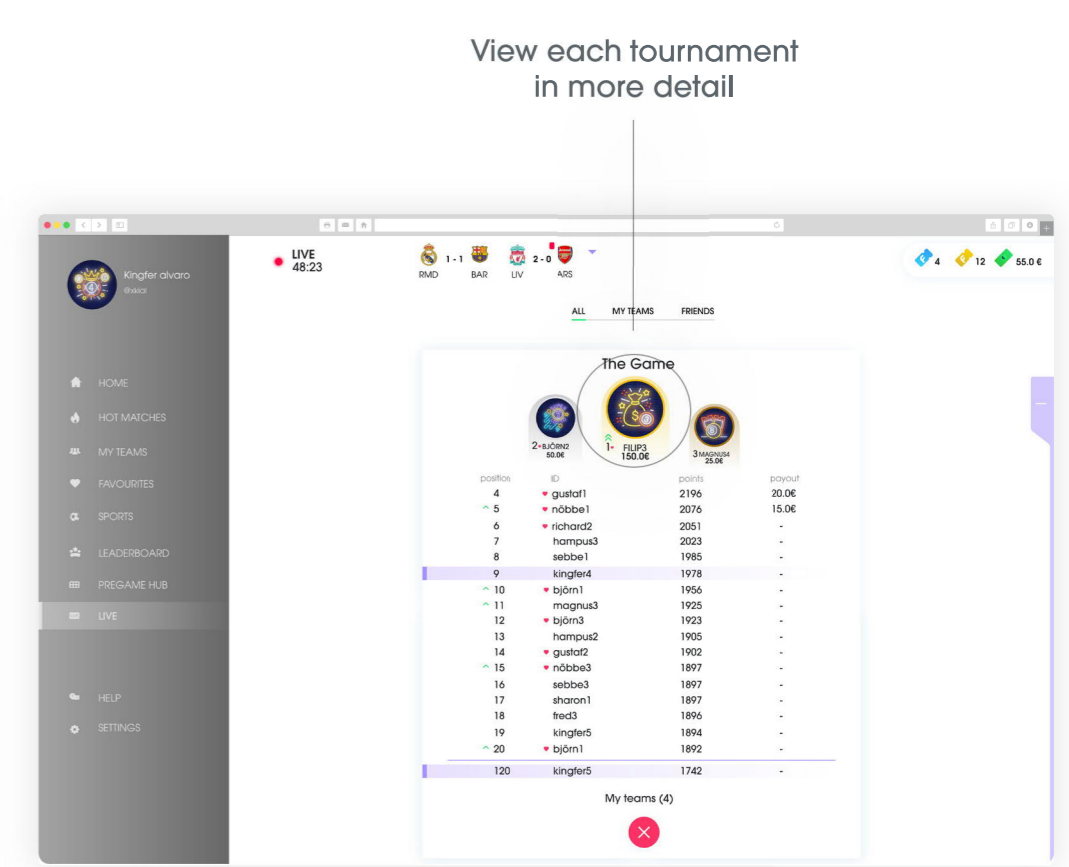 View each tournament
in more detail
Kingfer alvaro
LIVE
48:23
1 - 1
2 - 0
RMD BAR LIV ARS
4 12 55.0 €
ALL MY TEAMS FRIENDS
HOME
HOT MATCHES
MY TEAMS
FAVOURITES
SPORTS
LEADERBOARD
PREGAME HUB
LIVE
HELP
SETTINGS
The Game
2 BJÖRN2
50.0€
1 FILIP3
150.0€
3 MAGNUS4
25.0€
position ID points payout
4 gustaf1 2196 20.0€
5 nöbbe1 2076 15.0€
6 richard2 2051 -
7 hampus3 2023 -
8 sebbe1 1985 -
9 kingfer4 1978 -
10 björn1 1956 -
11 magnus3 1925 -
12 björn3 1923 -
13 hampus2 1905 -
14 gustaf2 1902 -
15 nöbbe3 1897 -
16 sebbe3 1897 -
17 sharon1 1897 -
18 fred3 1896 -
19 kingfer5 1894 -
20 björn1 1892 -
120 kingfer5 1742 -
My teams (4)